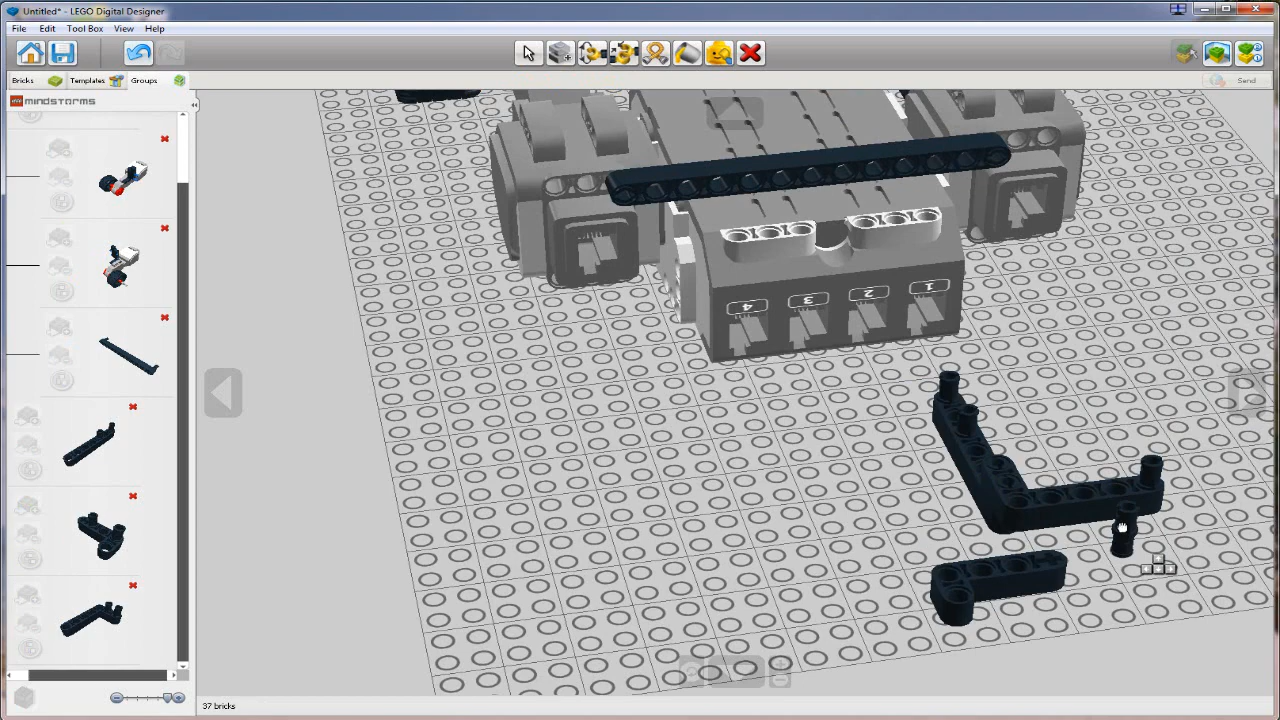 Untitled* - LEGO Digital Designer
File Edit Tool Box View Help
Bricks Templates Groups
Send
mindstorms
4 3 2 1
37 bricks